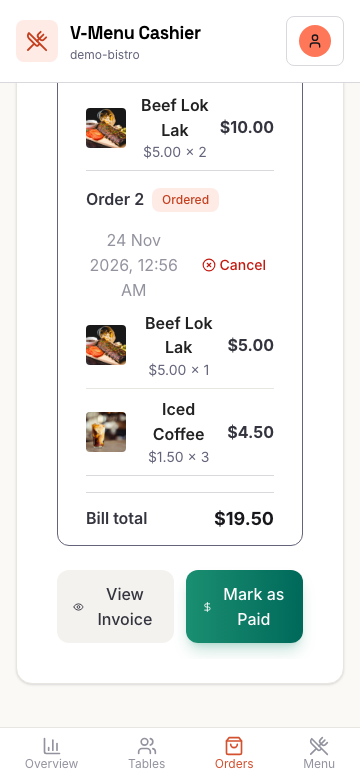 V-Menu Cashier
demo-bistro
Beef Lok
Lak
$10.00
$5.00 × 2
Order 2
Ordered
24 Nov
2026, 12:56
AM
Cancel
Beef Lok
Lak
$5.00
$5.00 × 1
Iced
Coffee
$4.50
$1.50 × 3
Bill total
$19.50
View
Invoice
$
Mark as
Paid
Overview
Tables
Orders
Menu